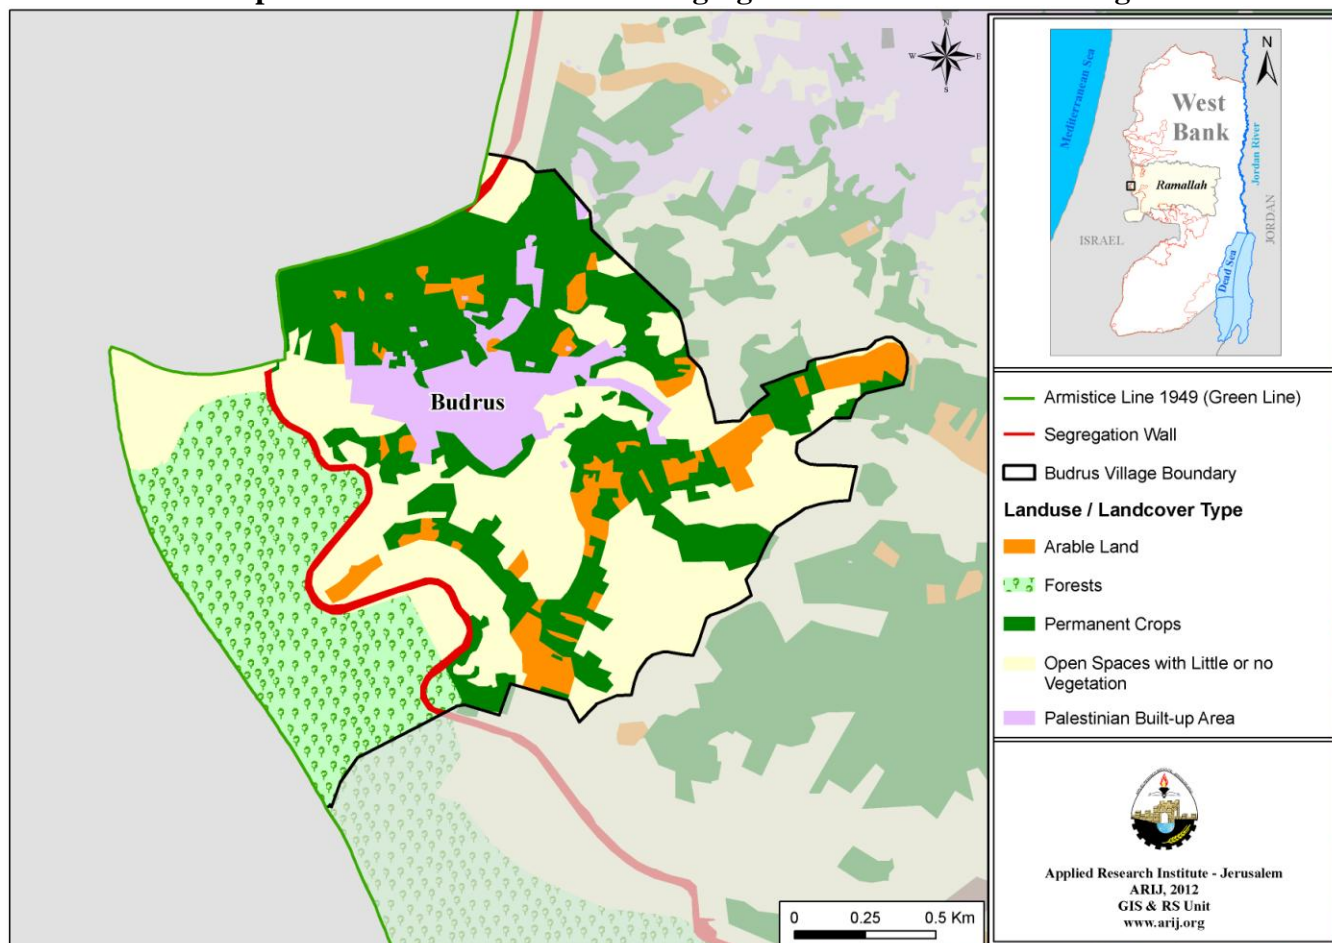 N
W
E
S
Budrus
0 0.25 0.5 Km
N
Mediterranean Sea
West
Bank
Jordan River
Ramallah
ISRAEL
JORDAN
Dead Sea
Armistice Line 1949 (Green Line)
Segregation Wall
Budrus Village Boundary
Landuse / Landcover Type
Arable Land
Forests
Permanent Crops
Open Spaces with Little or no
Vegetation
Palestinian Built-up Area
Applied Research Institute - Jerusalem
ARIJ, 2012
GIS & RS Unit
www.arij.org